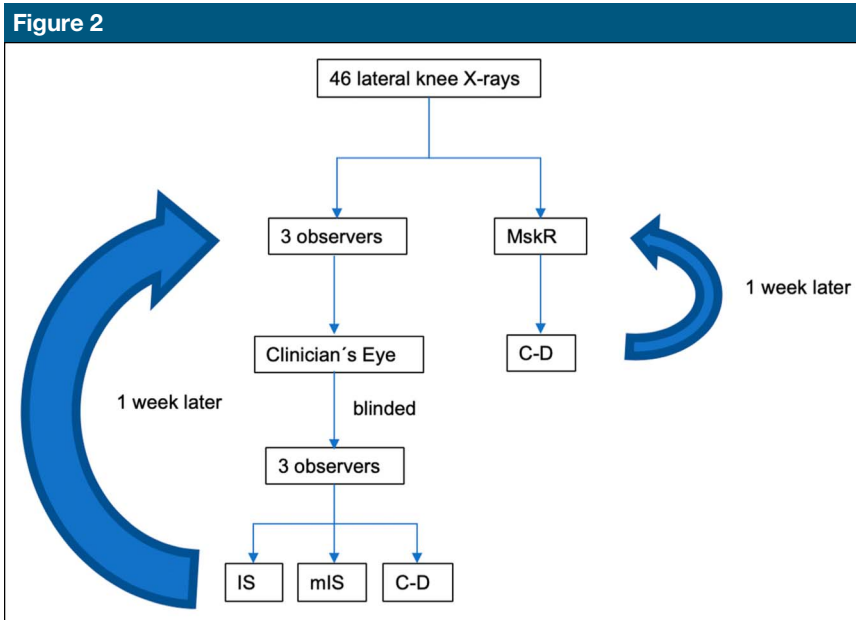 Figure 2
46 lateral knee X-rays
3 observers
MskR
1 week later
Clinician´s Eye
C-D
1 week later
blinded
3 observers
IS
mIS
C-D